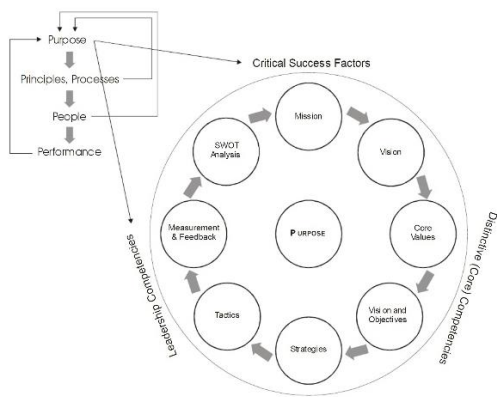 Purpose
Principles, Processes
People
Performance
Critical Success Factors
Mission
Vision
Core
Values
Vision and
Objectives
Strategies
Tactics
Measurement
& Feedback
SWOT
Analysis
PURPOSE
Distinctive (Core) Competencies
Leadership Competencies